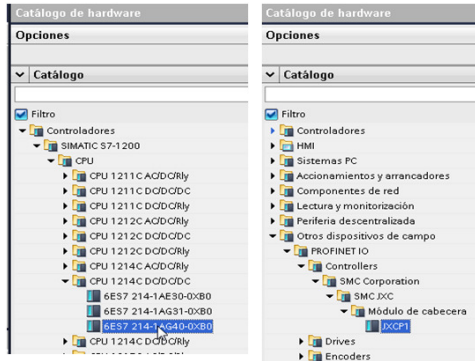 Catálogo de hardware
Opciones
Catálogo
Filtro
Controladores
SIMATIC S7-1200
CPU
CPU 1211C AC/DC/Rly
CPU 1211C DC/DC/DC
CPU 1211C DC/DC/Rly
CPU 1212C AC/DC/Rly
CPU 1212C DC/DC/DC
CPU 1212C DC/DC/Rly
CPU 1214C AC/DC/Rly
CPU 1214C DC/DC/DC
6ES7 214-1AE30-0XB0
6ES7 214-1AG31-0XB0
6ES7 214-1AG40-0XB0
CPU 1214C DC/DC/Rly
Catálogo de hardware
Opciones
Catálogo
Filtro
Controladores
HMI
Sistemas PC
Accionamientos y arrancadores
Componentes de red
Lectura y monitorización
Periferia descentralizada
Otros dispositivos de campo
PROFINET IO
Controllers
SMC Corporation
SMC JXC
Módulo de cabecera
JXCP1
Drives
Encoders